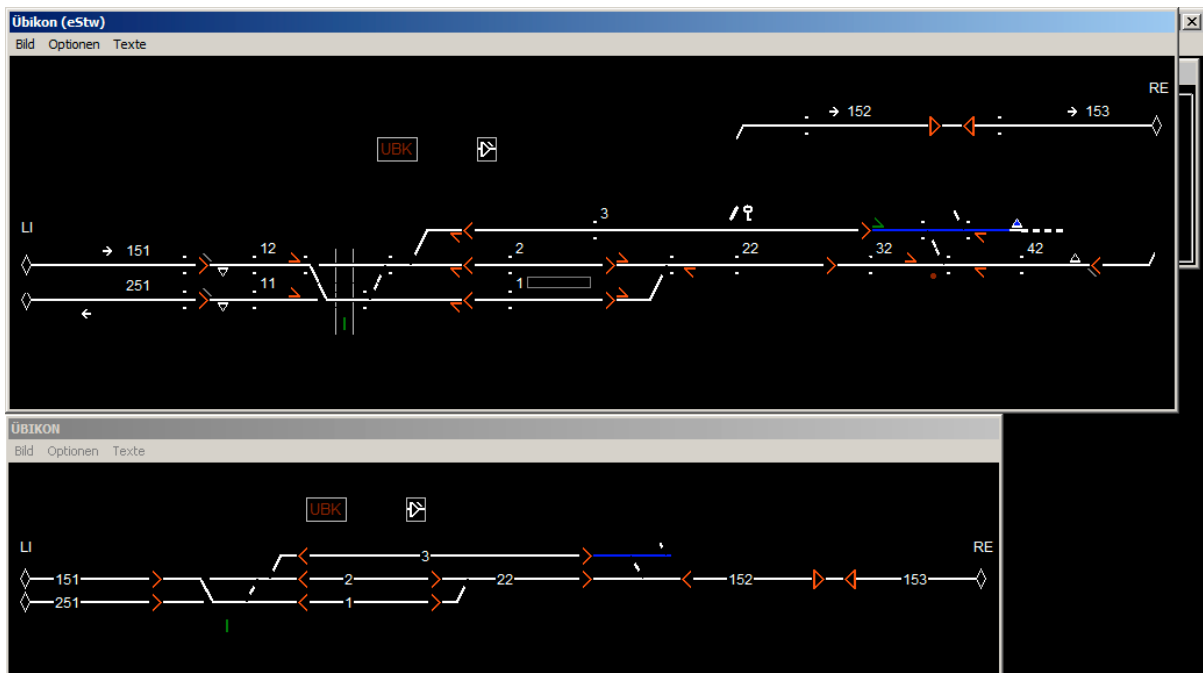 Übikon (eStw)
Bild Optionen Texte
RE
152 153
UBK
LI
3
151 12 2 22 32 42
251 11 1
ÜBIKON
Bild Optionen Texte
UBK
LI RE
3
151 2 22 152 153
251 1